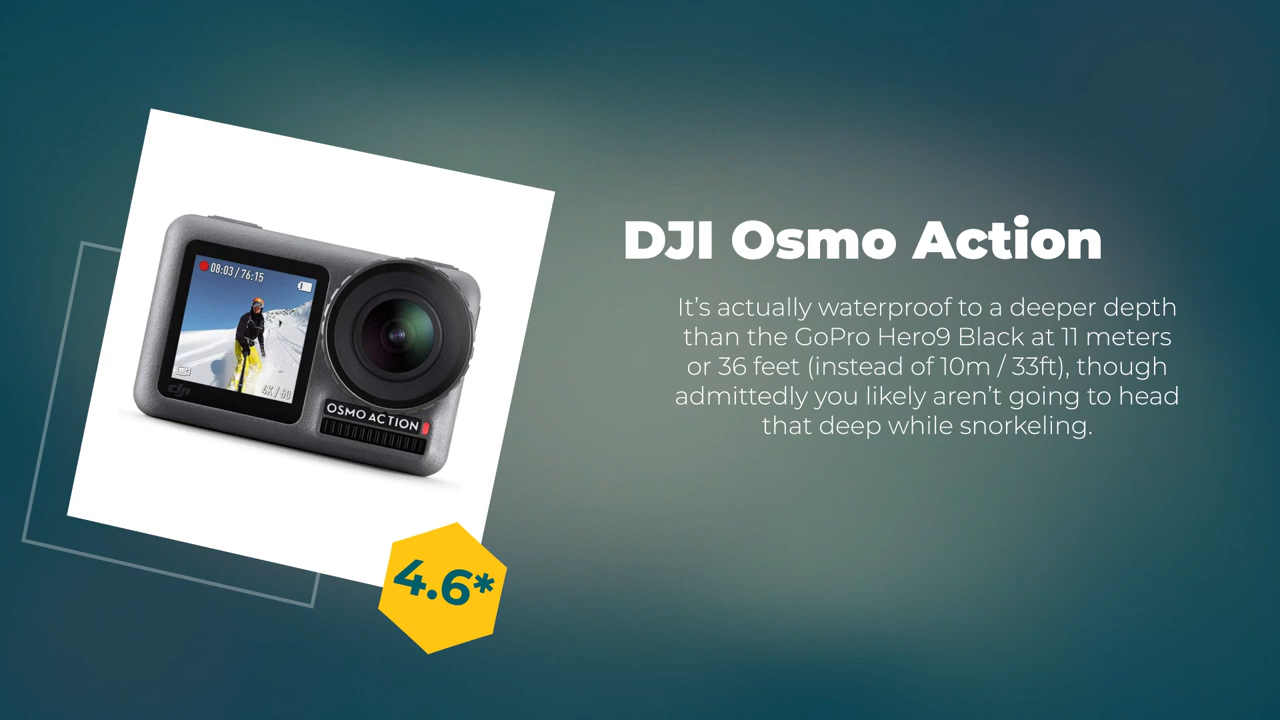 DJI Osmo Action
It’s actually waterproof to a deeper depth
than the GoPro Hero9 Black at 11 meters
or 36 feet (instead of 10m / 33ft), though
admittedly you likely aren’t going to head
that deep while snorkeling.
08:03 / 76:15
dji
4K / 60
OSMO ACTION
4.6*